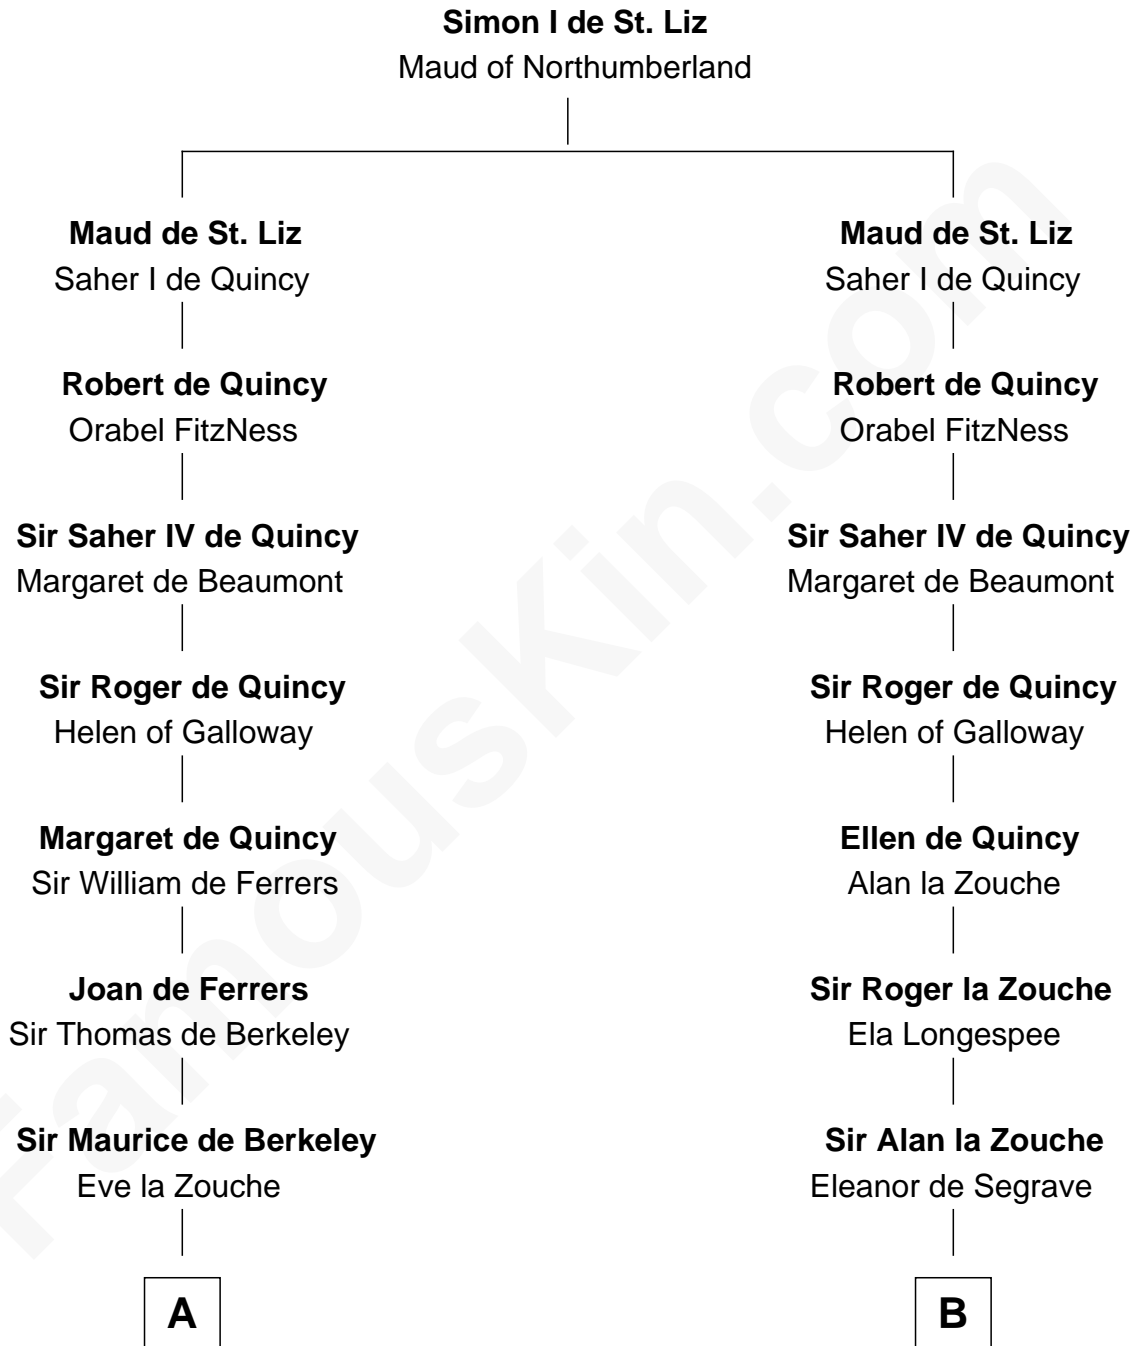 Simon I de St. Liz
Maud of Northumberland
Maud de St. Liz
Saher I de Quincy
Robert de Quincy
Orabel FitzNess
Sir Saher IV de Quincy
Margaret de Beaumont
Sir Roger de Quincy
Helen of Galloway
Margaret de Quincy
Sir William de Ferrers
Joan de Ferrers
Sir Thomas de Berkeley
Sir Maurice de Berkeley
Eve la Zouche
A
Maud de St. Liz
Saher I de Quincy
Robert de Quincy
Orabel FitzNess
Sir Saher IV de Quincy
Margaret de Beaumont
Sir Roger de Quincy
Helen of Galloway
Ellen de Quincy
Alan la Zouche
Sir Roger la Zouche
Ela Longespee
Sir Alan la Zouche
Eleanor de Segrave
B
FamousKin.com